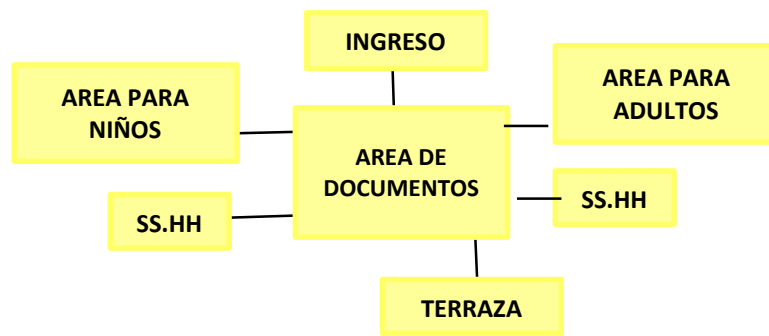 INGRESO
AREA PARA
NIÑOS
AREA PARA
ADULTOS
AREA DE
DOCUMENTOS
SS.HH
SS.HH
TERRAZA